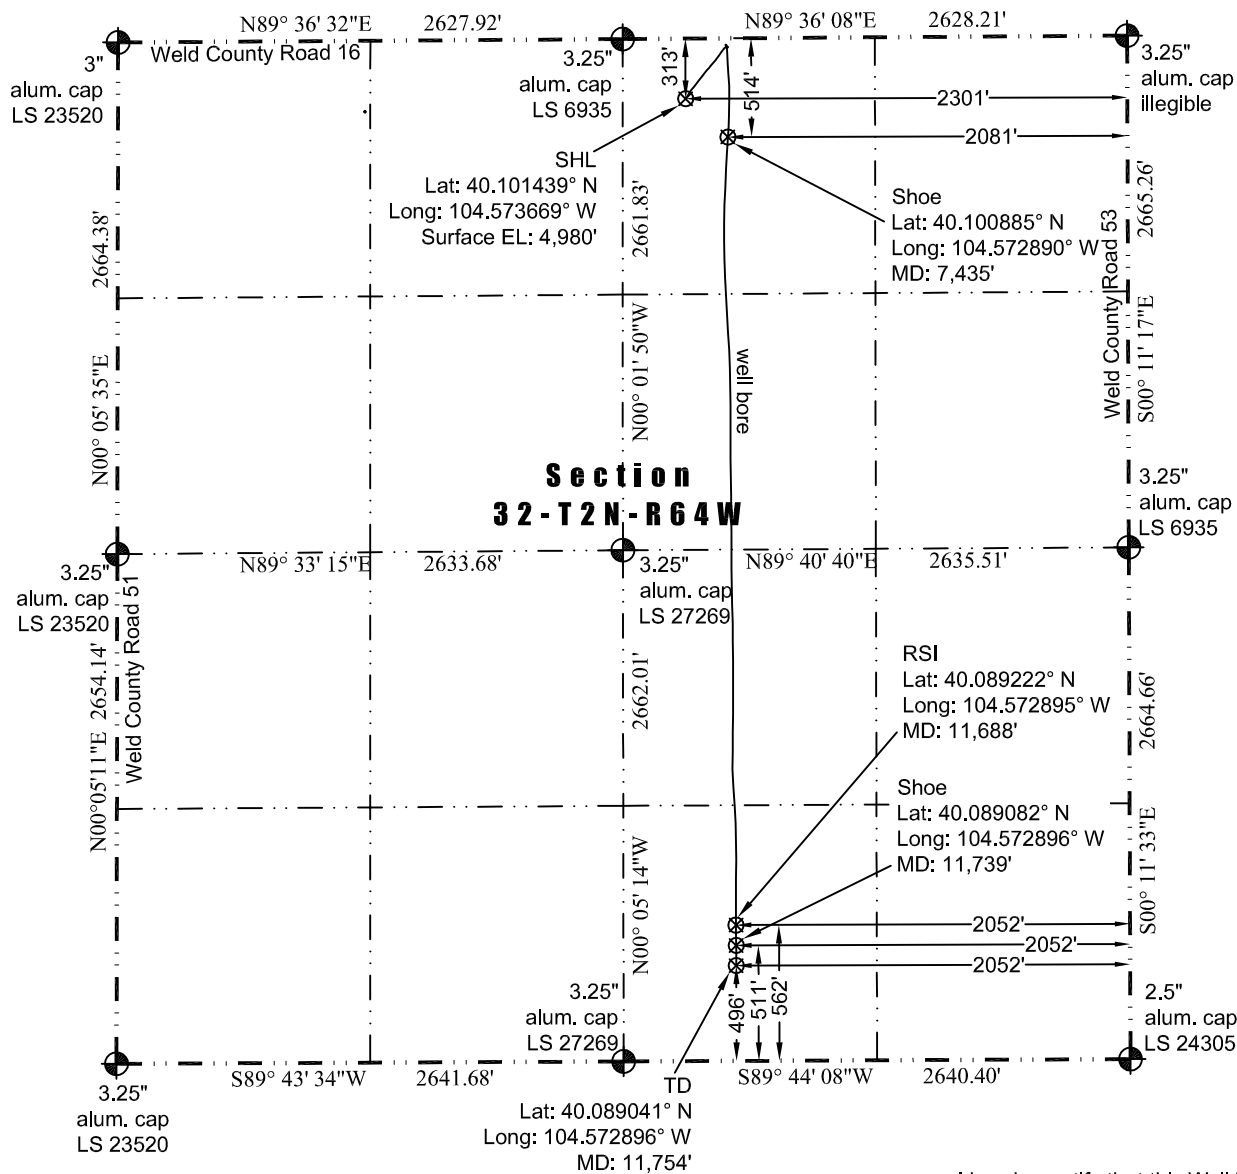 N89° 36' 32"E 2627.92' N89° 36' 08"E 2628.21'
Weld County Road 16
3"
alum. cap
LS 23520
3.25"
alum. cap
LS 6935
313'
514'
2301'
2081'
3.25"
alum. cap
illegible
SHL
Lat: 40.101439° N
Long: 104.573669° W
Surface EL: 4,980'
Shoe
Lat: 40.100885° N
Long: 104.572890° W
MD: 7,435'
2664.38'
2661.83'
2665.26'
Weld County Road 53
N00° 05' 35"E
N00° 01' 50"W
well bore
S00° 11' 17"E
Section
32-T2N-R64W
3.25"
alum. cap
LS 6935
N89° 33' 15"E 2633.68' N89° 40' 40"E 2635.51'
3.25"
alum. cap
LS 23520
3.25"
alum. cap
LS 27269
Weld County Road 51
N00°05'11"E 2654.14'
2662.01'
2664.66'
RSI
Lat: 40.089222° N
Long: 104.572895° W
MD: 11,688'
Shoe
Lat: 40.089082° N
Long: 104.572896° W
MD: 11,739'
N00° 05' 14"W
S00° 11' 33"E
2052'
2052'
2052'
496'
511'
562'
3.25"
alum. cap
LS 27269
2.5"
alum. cap
LS 24305
S89° 43' 34"W 2641.68' S89° 44' 08"W 2640.40'
3.25"
alum. cap
LS 23520
TD
Lat: 40.089041° N
Long: 104.572896° W
MD: 11,754'